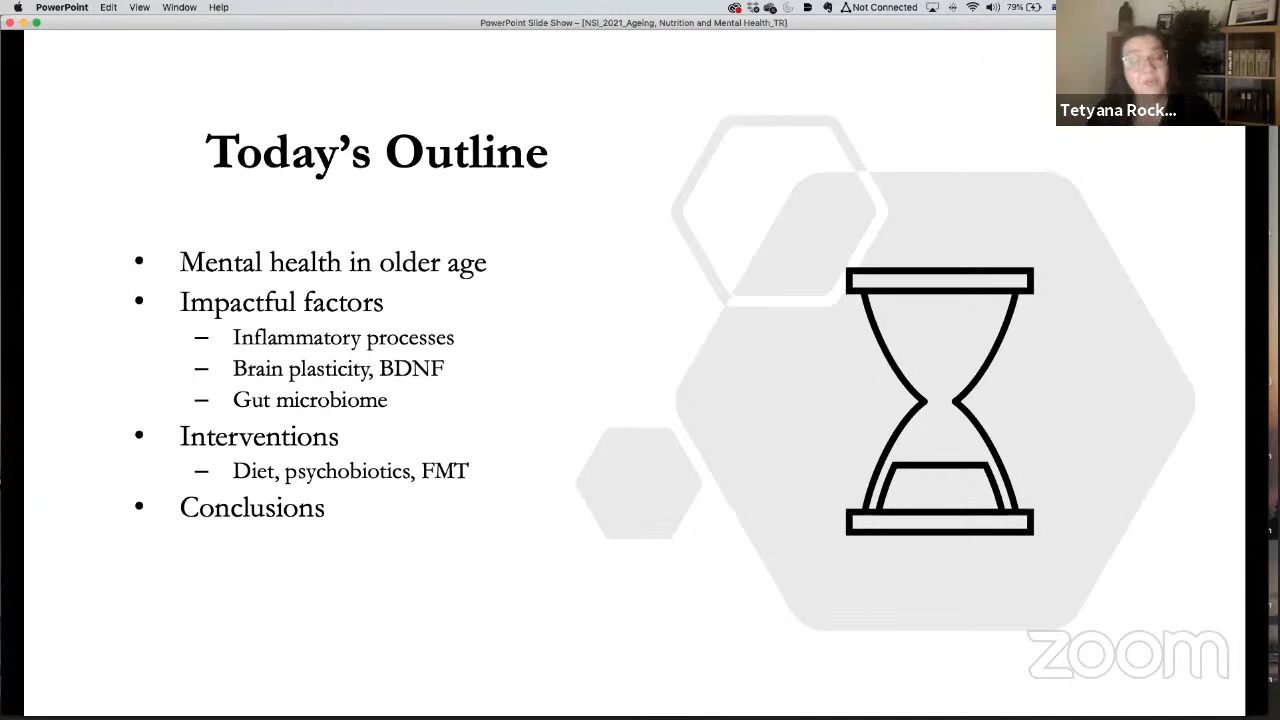 PowerPoint Edit View Window Help
Not Connected 79%
PowerPoint Slide Show – [NSI_2021_Ageing, Nutrition and Mental Health_TR]
Tetyana Rock...
Today’s Outline
• Mental health in older age
• Impactful factors
– Inflammatory processes
– Brain plasticity, BDNF
– Gut microbiome
• Interventions
– Diet, psychobiotics, FMT
• Conclusions
zoom